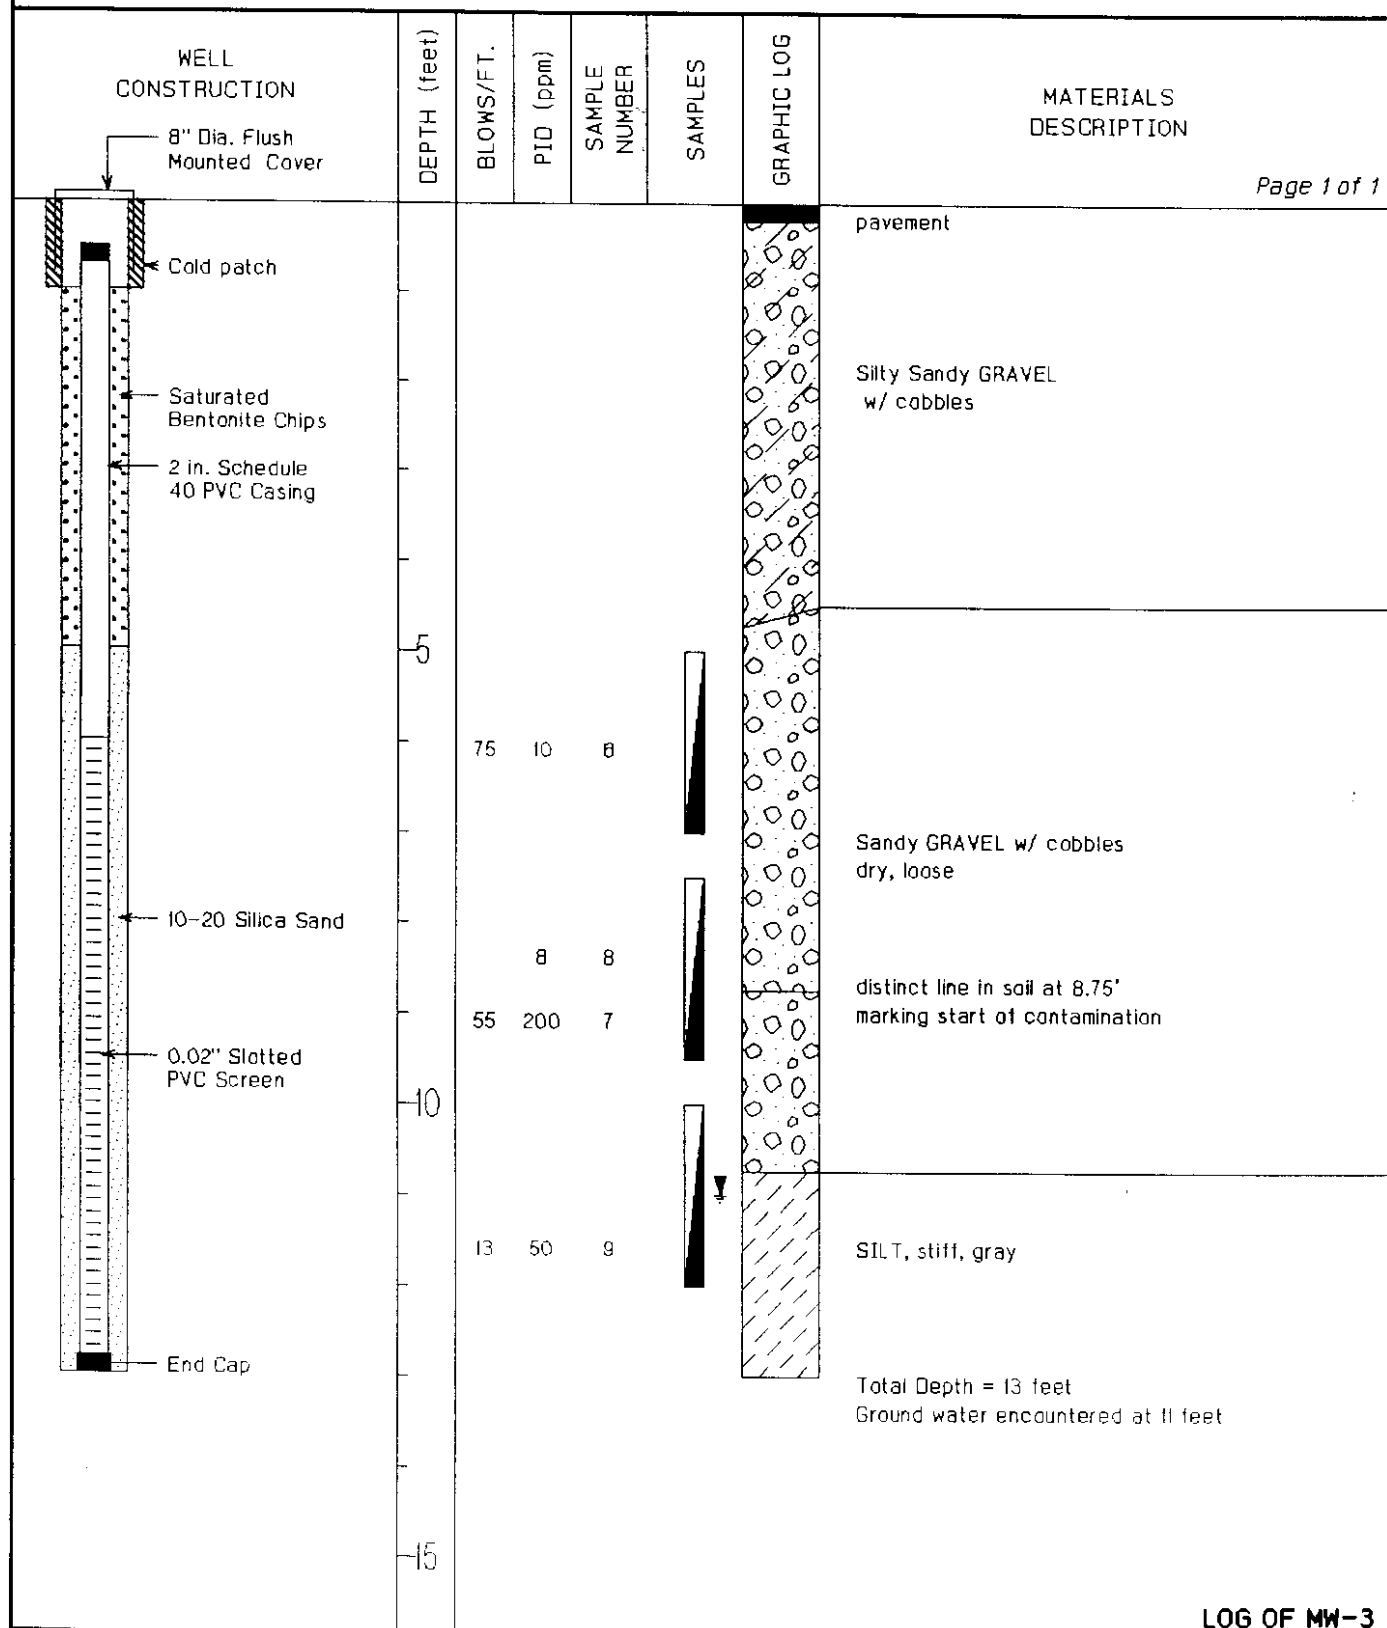 WELL
CONSTRUCTION
DEPTH (feet)
BLOWS/FT.
PID (ppm)
SAMPLE
NUMBER
SAMPLES
GRAPHIC LOG
MATERIALS
DESCRIPTION
Page 1 of 1
8" Dia. Flush
Mounted Cover
pavement
Cold patch
Silty Sandy GRAVEL
w/ cobbles
Saturated
Bentonite Chips
2 in. Schedule
40 PVC Casing
5
75 10
Sandy GRAVEL w/ cobbles
dry, loose
10-20 Silica Sand
8 8
distinct line in soil at 8.75'
marking start of contamination
55 200 7
0.02" Slotted
PVC Screen
10
13 50 9
SILT, stiff, gray
End Cap
Total Depth = 13 feet
Ground water encountered at 11 feet
15
LOG OF MW-3